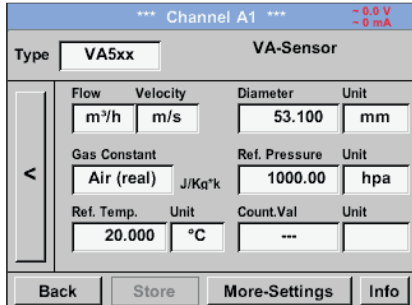 *** Channel A1 ***
~ 0.0 V
~ 0 mA
Type VA5xx VA-Sensor
Flow Velocity Diameter Unit
m³/h m/s 53.100 mm
Gas Constant Ref. Pressure Unit
< Air (real) J/Kg*k 1000.00 hpa
Ref. Temp. Unit Count.Val Unit
20.000 °C ---
Back Store More-Settings Info